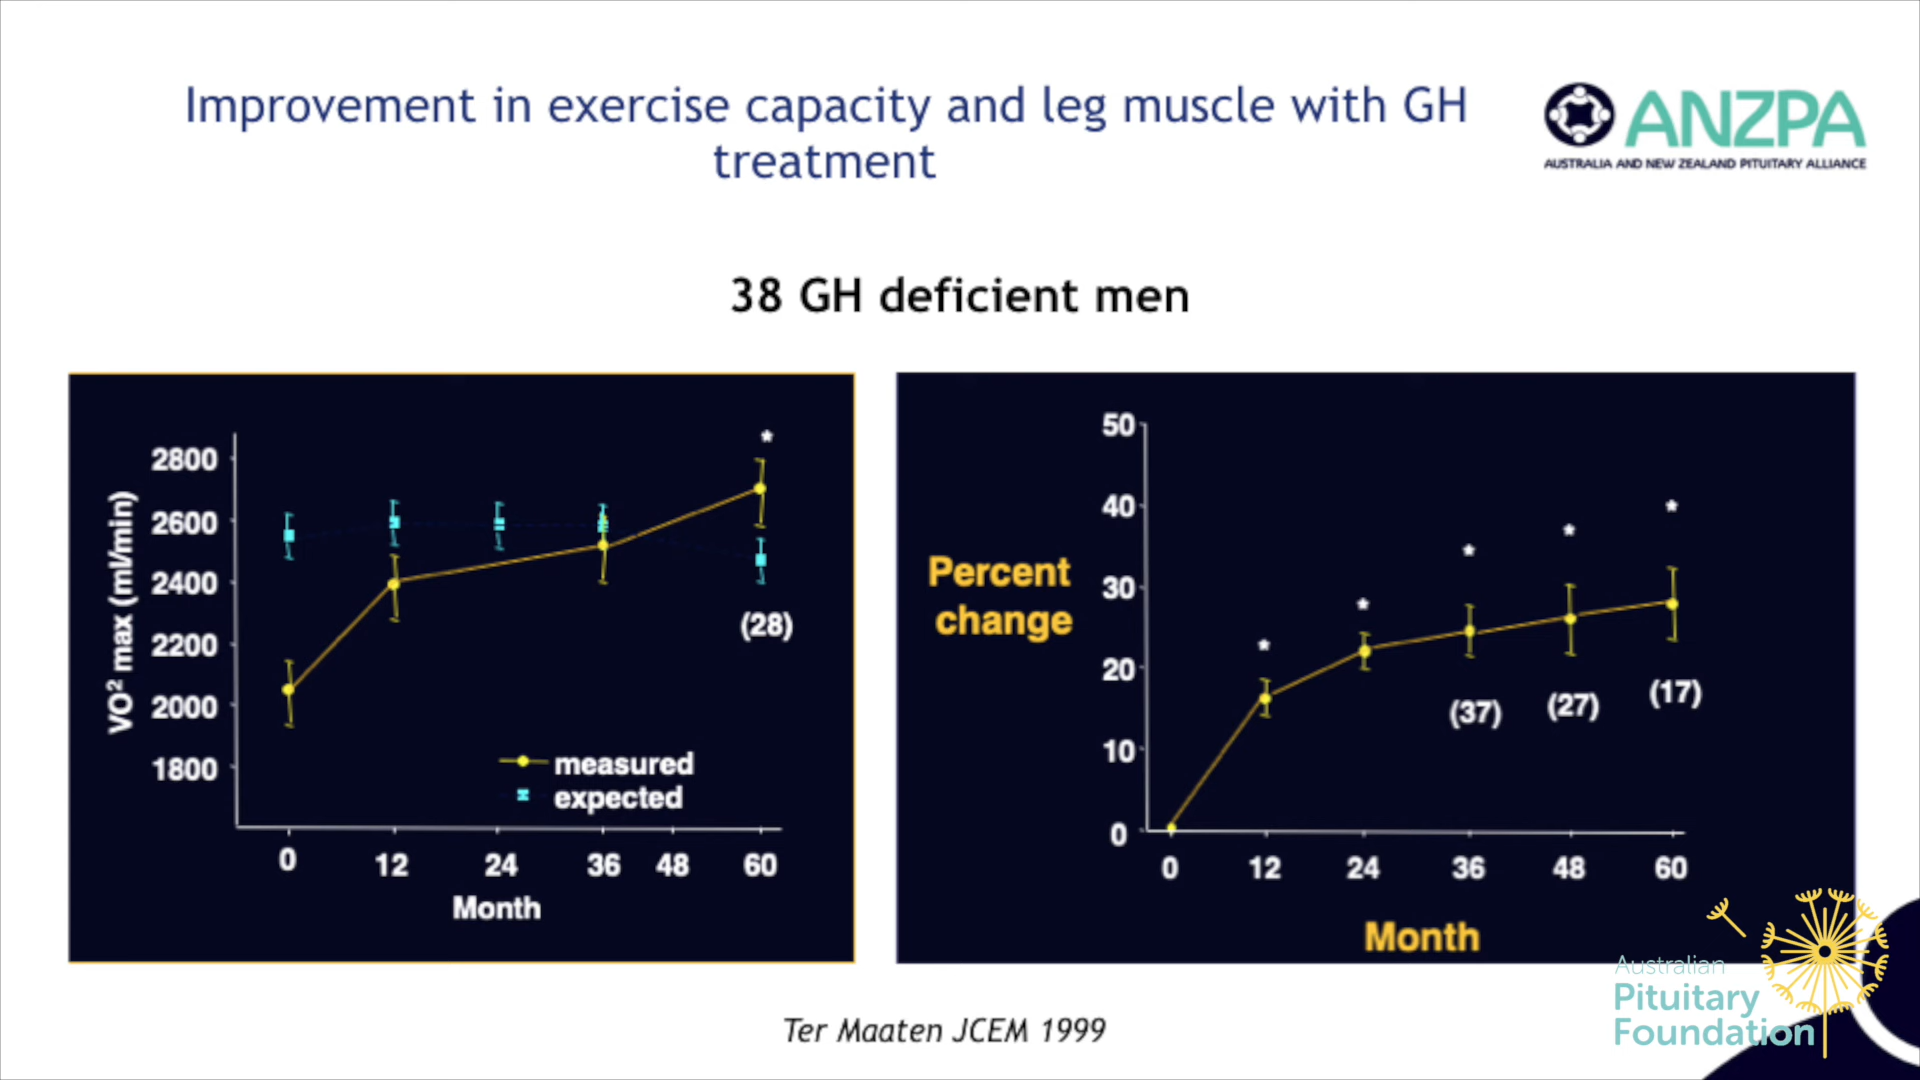 Improvement in exercise capacity and leg muscle with GH
treatment
ANZPA
AUSTRALIA AND NEW ZEALAND PITUITARY ALLIANCE
38 GH deficient men
VO² max (ml/min)
2800
2600
2400
2200
2000
1800
*
(28)
measured
expected
0 12 24 36 48 60
Month
Percent
change
50
40
30
20
10
0
* * * * *
(37) (27) (17)
0 12 24 36 48 60
Month
Ter Maaten JCEM 1999
Australian
Pituitary
Foundation